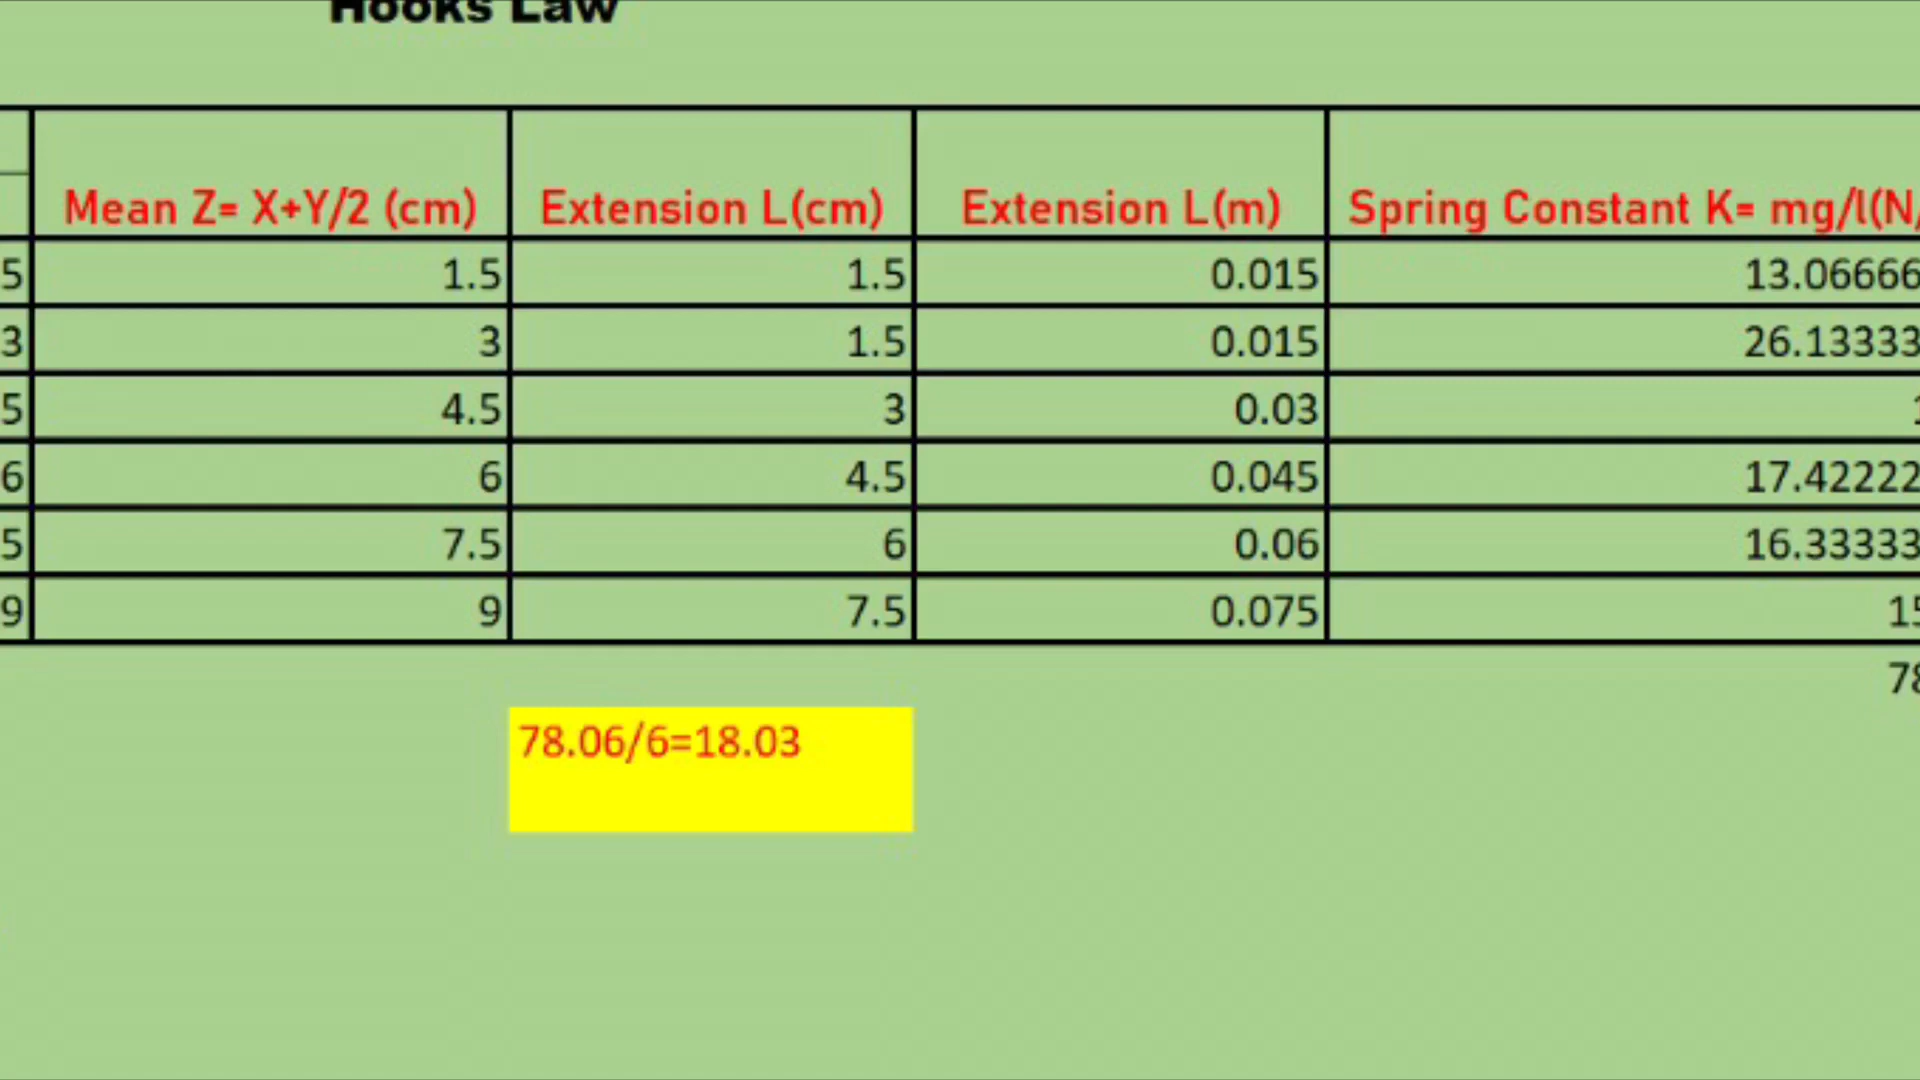 Hooks Law
Mean Z= X+Y/2 (cm) Extension L(cm) Extension L(m) Spring Constant K= mg/l(N/
5 1.5 1.5 0.015 13.06666
3 3 1.5 0.015 26.13333
5 4.5 3 0.03 1
6 6 4.5 0.045 17.42222
5 7.5 6 0.06 16.33333
9 9 7.5 0.075 15
78
78.06/6=18.03